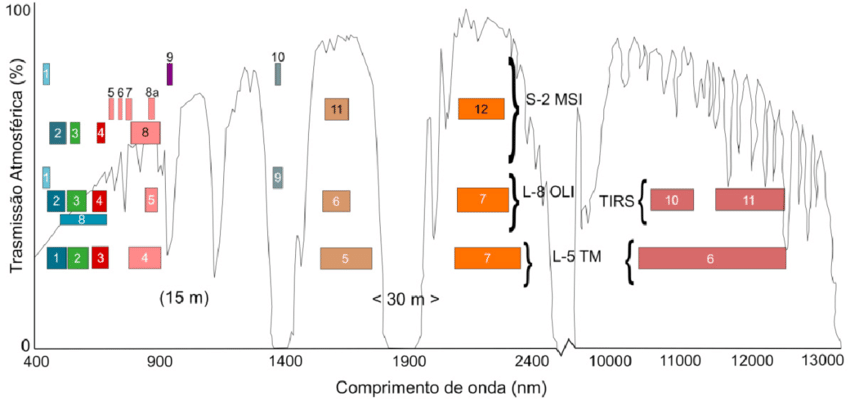 100
9
10
1
5 6 7 8a
11
12
S-2 MSI
2 3 4 8
1
9
L-8 OLI
2 3 4 5 6 7
TIRS
10 11
8
1 2 3 4 5 7
L-5 TM
6
(15 m)
< 30 m >
0
400 900 1400 1900 2400 10000 11000 12000 13000
Comprimento de onda (nm)
Trasmissão Atmosférica (%)